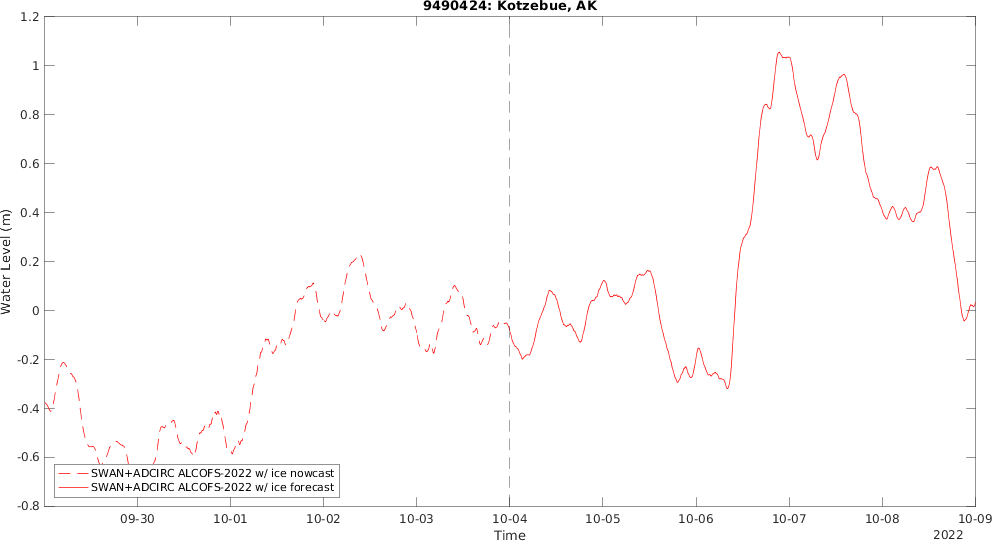 9490424: Kotzebue, AK
1.2
1
0.8
0.6
0.4
0.2
0
-0.2
-0.4
-0.6
-0.8
Water Level (m)
SWAN+ADCIRC ALCOFS-2022 w/ ice nowcast
SWAN+ADCIRC ALCOFS-2022 w/ ice forecast
09-30 10-01 10-02 10-03 10-04 10-05 10-06 10-07 10-08 10-09
Time
2022